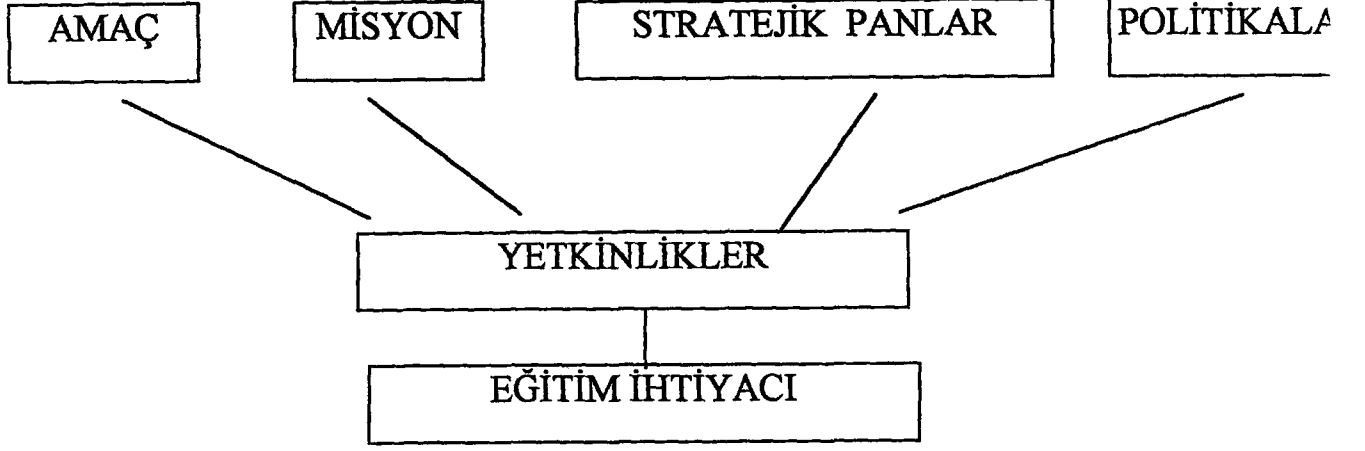 AMAÇ MİSYON STRATEJİK PANLAR POLİTİKALA
YETKİNLİKLER
EĞİTİM İHTİYACI